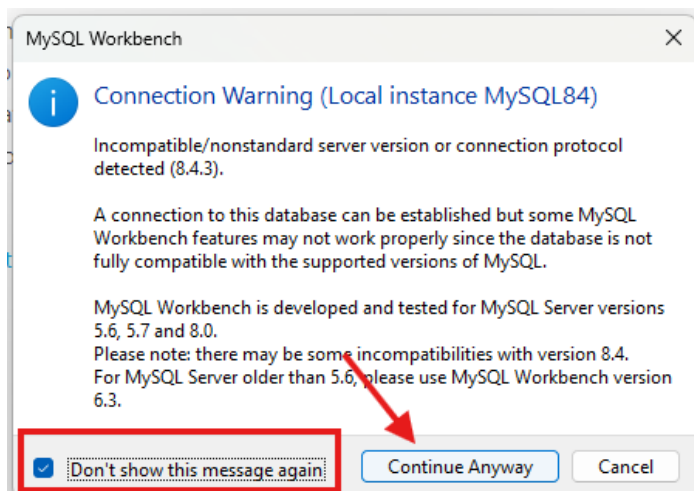 MySQL Workbench
Connection Warning (Local instance MySQL84)
Incompatible/nonstandard server version or connection protocol
detected (8.4.3).
A connection to this database can be established but some MySQL
Workbench features may not work properly since the database is not
fully compatible with the supported versions of MySQL.
MySQL Workbench is developed and tested for MySQL Server versions
5.6, 5.7 and 8.0.
Please note: there may be some incompatibilities with version 8.4.
For MySQL Server older than 5.6, please use MySQL Workbench version
6.3.
Don't show this message again
Continue Anyway
Cancel